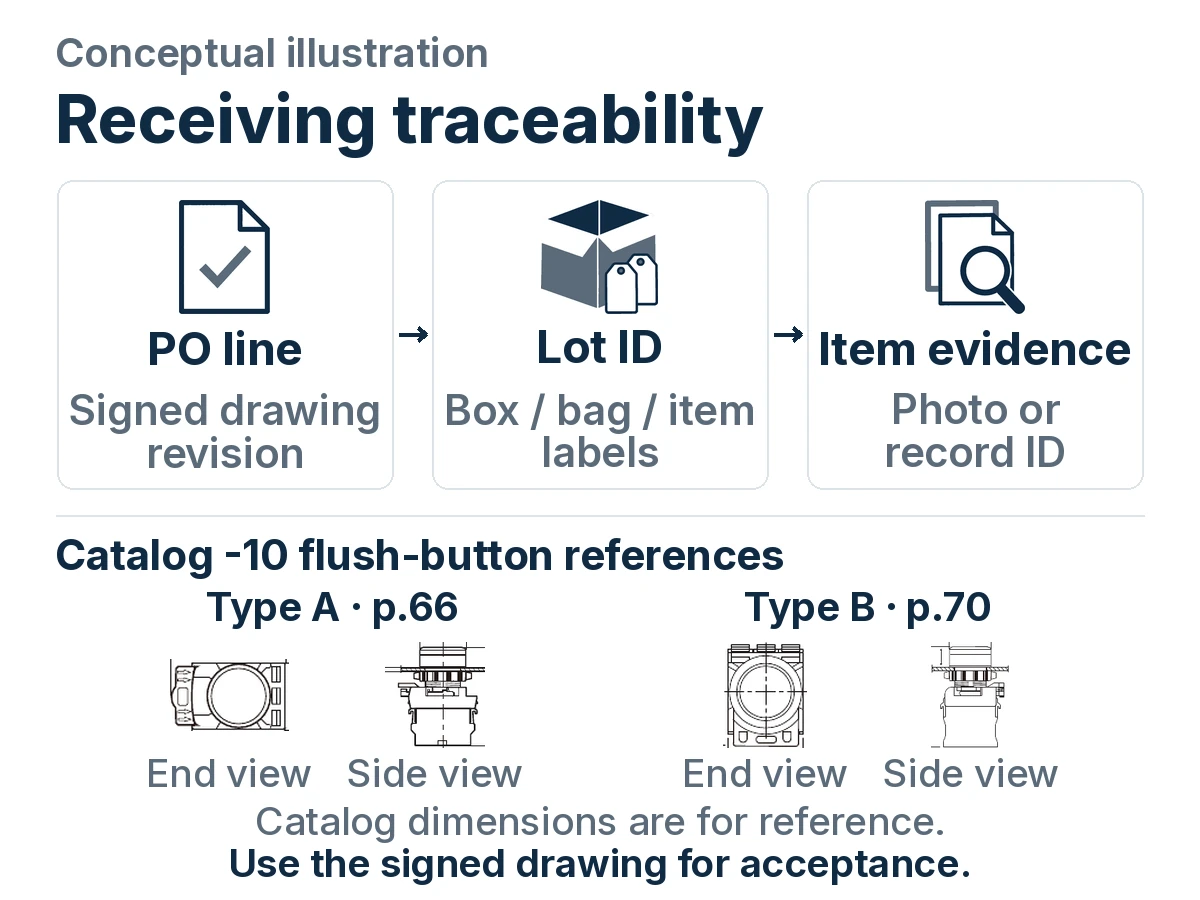 Conceptual illustration
Receiving traceability
PO line
Signed drawing
revision
Lot ID
Box / bag / item
labels
Item evidence
Photo or
record ID
Catalog -10 flush-button references
Type A · p.66
End view
Side view
Type B · p.70
End view
Side view
Catalog dimensions are for reference.
Use the signed drawing for acceptance.